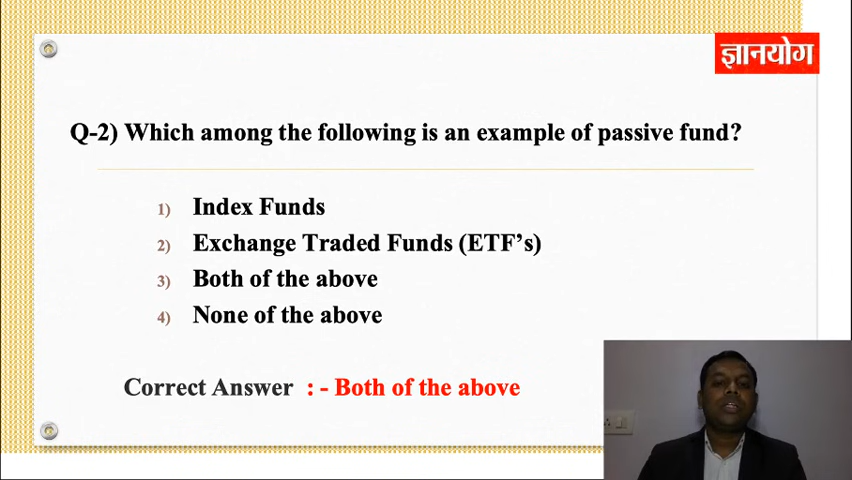 ज्ञानयोग
Q-2) Which among the following is an example of passive fund?
1) Index Funds
2) Exchange Traded Funds (ETF’s)
3) Both of the above
4) None of the above
Correct Answer : - Both of the above